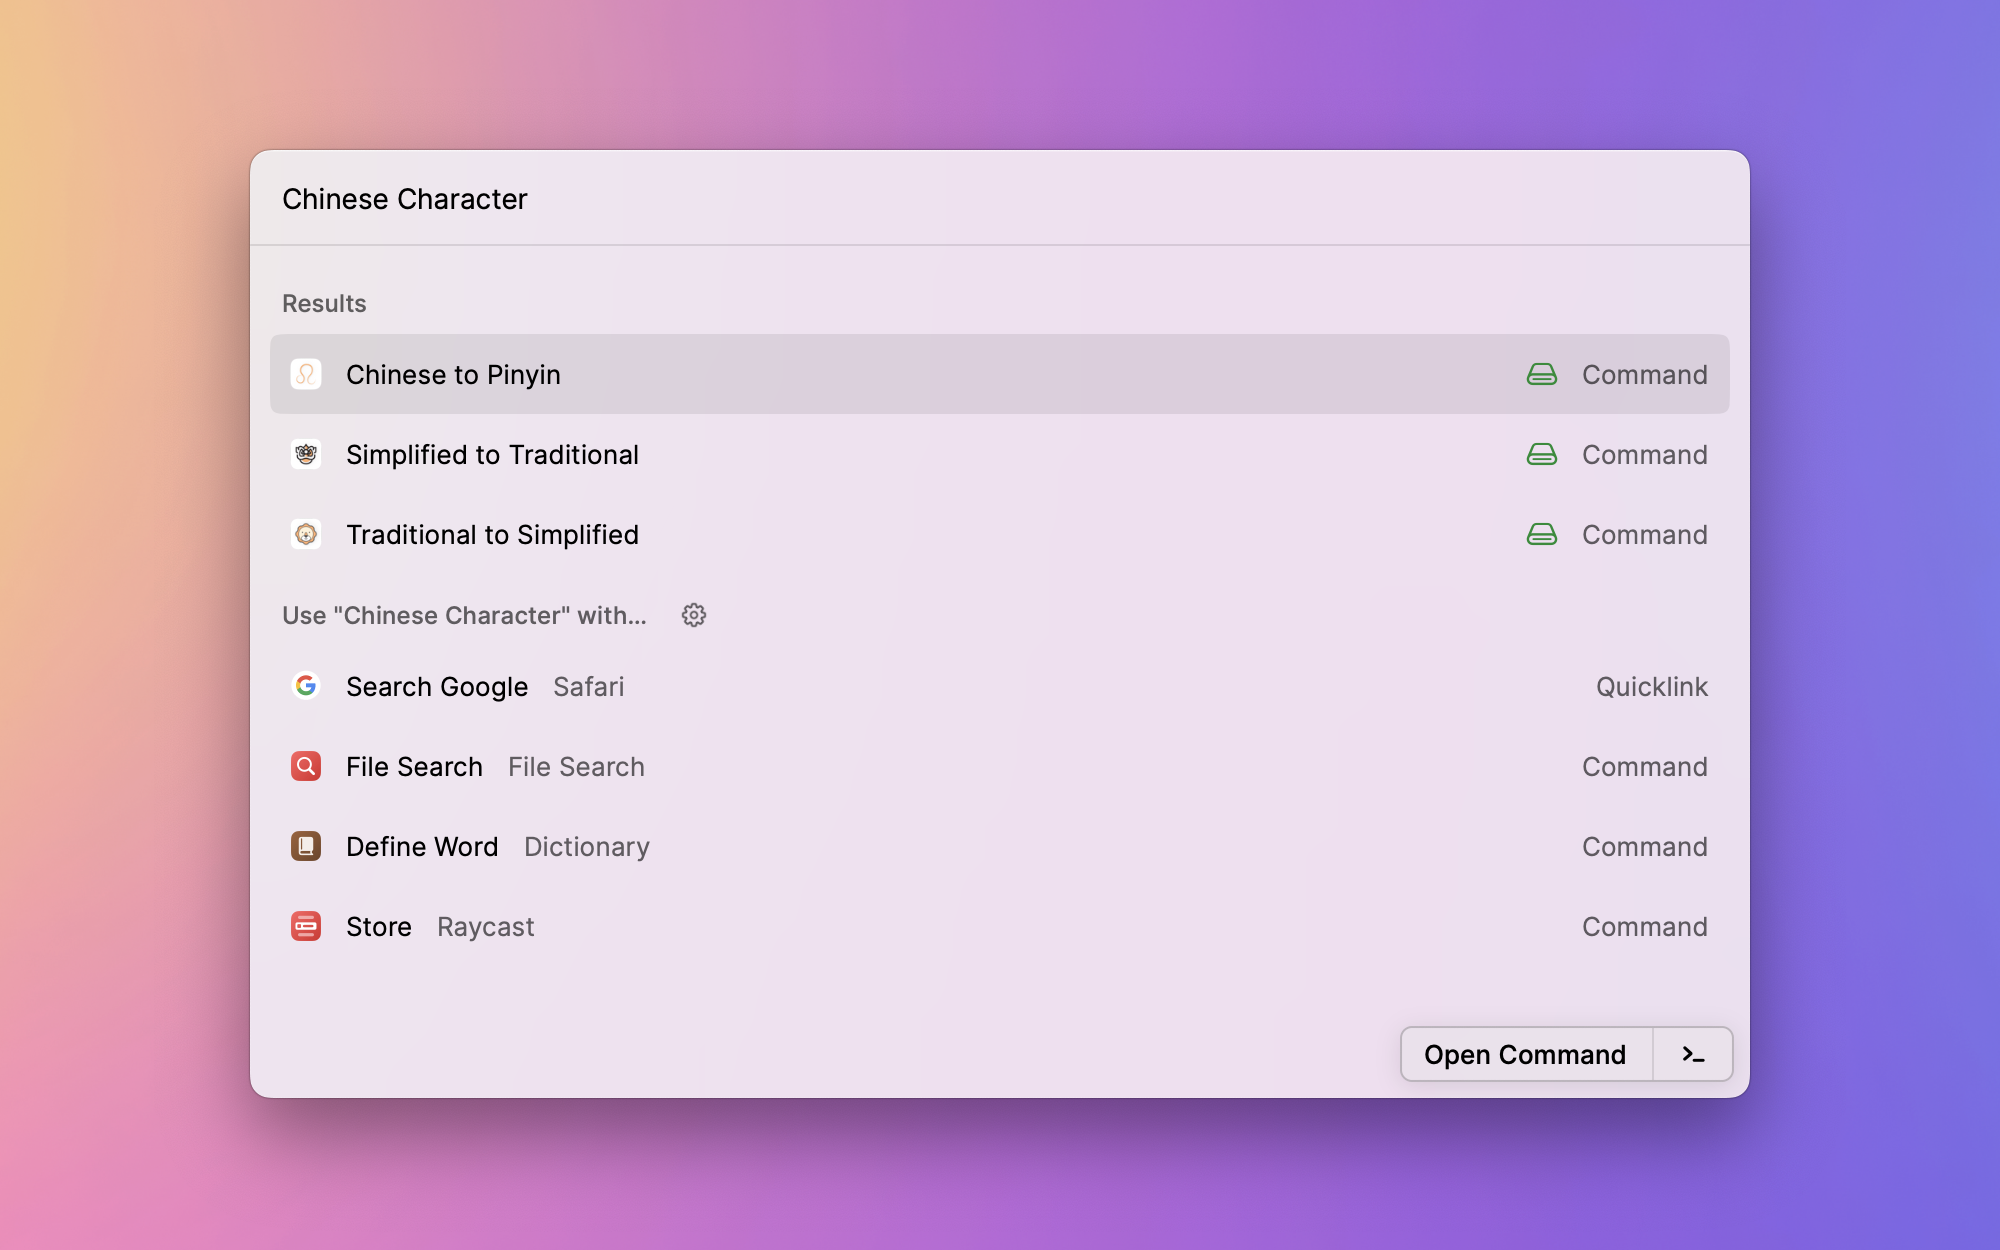 Chinese Character
Results
Chinese to Pinyin Command
Simplified to Traditional Command
Traditional to Simplified Command
Use "Chinese Character" with...
Search Google Safari Quicklink
File Search File Search Command
Define Word Dictionary Command
Store Raycast Command
Open Command >_